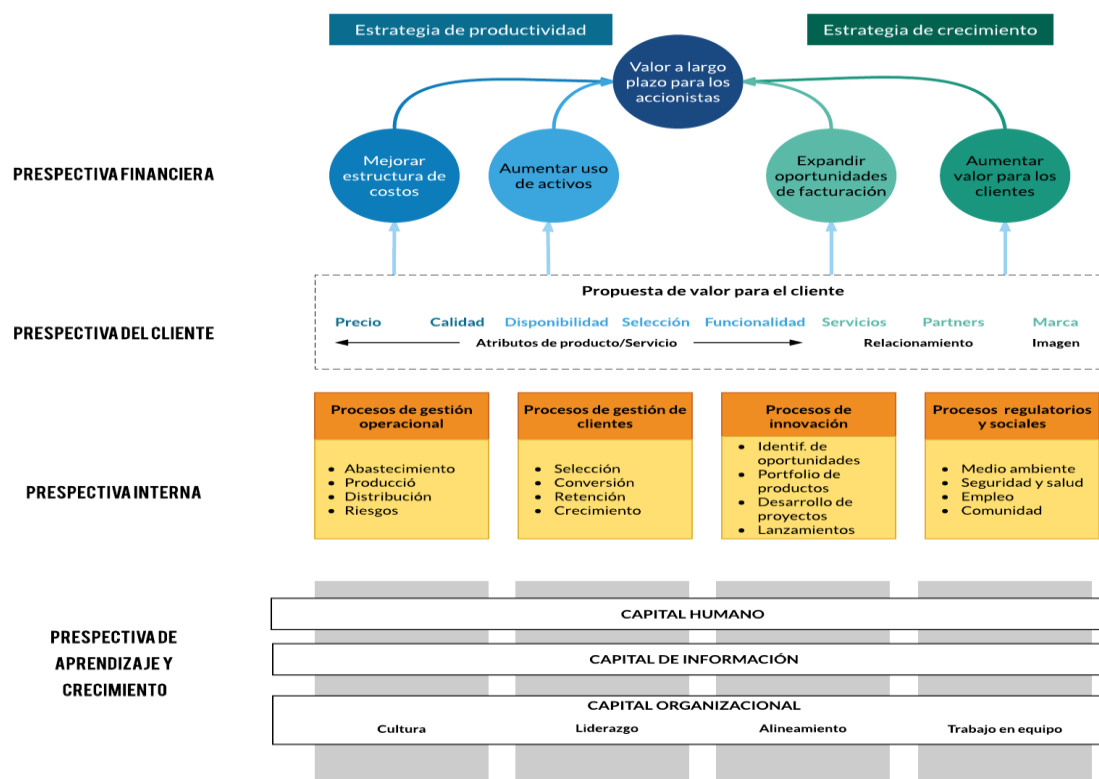 Estrategia de productividad
Estrategia de crecimiento
Valor a largo
plazo para los
accionistas
PRESPECTIVA FINANCIERA
Mejorar
estructura de
costos
Aumentar uso
de activos
Expandir
oportunidades
de facturación
Aumentar
valor para los
clientes
PRESPECTIVA DEL CLIENTE
Propuesta de valor para el cliente
Precio Calidad Disponibilidad Selección Funcionalidad Servicios Partners Marca
Atributos de producto/Servicio Relacionamiento Imagen
PRESPECTIVA INTERNA
Procesos de gestión
operacional
• Abastecimiento
• Producció
• Distribución
• Riesgos
Procesos de gestión de
clientes
• Selección
• Conversión
• Retención
• Crecimiento
Procesos de
innovación
• Identif. de
oportunidades
• Portfolio de
productos
• Desarrollo de
proyectos
• Lanzamientos
Procesos regulatorios
y sociales
• Medio ambiente
• Seguridad y salud
• Empleo
• Comunidad
PRESPECTIVA DE
APRENDIZAJE Y
CRECIMIENTO
CAPITAL HUMANO
CAPITAL DE INFORMACIÓN
CAPITAL ORGANIZACIONAL
Cultura Liderazgo Alineamiento Trabajo en equipo